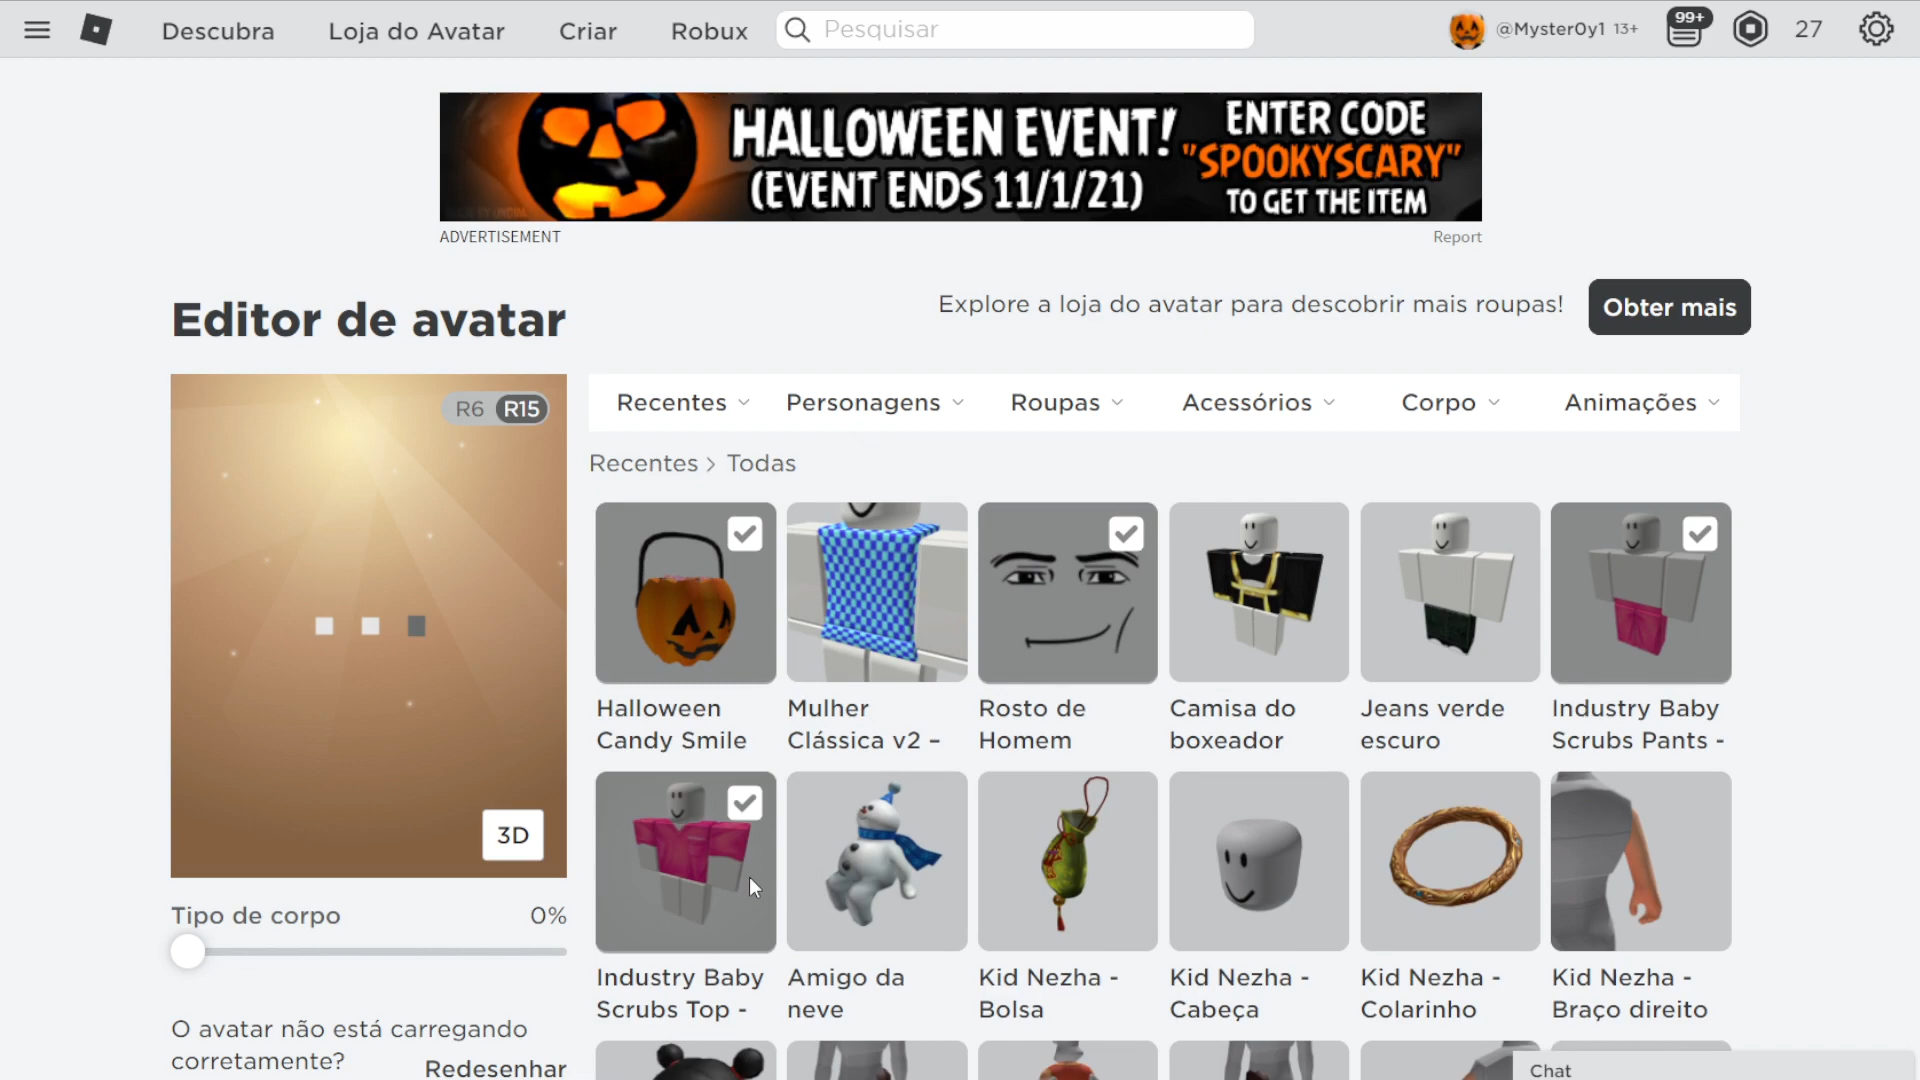 Descubra
Loja do Avatar
Criar
Robux
Pesquisar
@Myster0y1 13+
99+
27
HALLOWEEN EVENT!
(EVENT ENDS 11/1/21)
ENTER CODE
"SPOOKYSCARY"
TO GET THE ITEM
ADVERTISEMENT
Report
Editor de avatar
Explore a loja do avatar para descobrir mais roupas!
Obter mais
R6 R15
3D
Tipo de corpo 0%
O avatar não está carregando
corretamente?
Redesenhar
Recentes
Personagens
Roupas
Acessórios
Corpo
Animações
Recentes > Todas
Halloween
Candy Smile
Mulher
Clássica v2 –
Rosto de
Homem
Camisa do
boxeador
Jeans verde
escuro
Industry Baby
Scrubs Pants -
Industry Baby
Scrubs Top -
Amigo da
neve
Kid Nezha -
Bolsa
Kid Nezha -
Cabeça
Kid Nezha -
Colarinho
Kid Nezha -
Braço direito
Chat